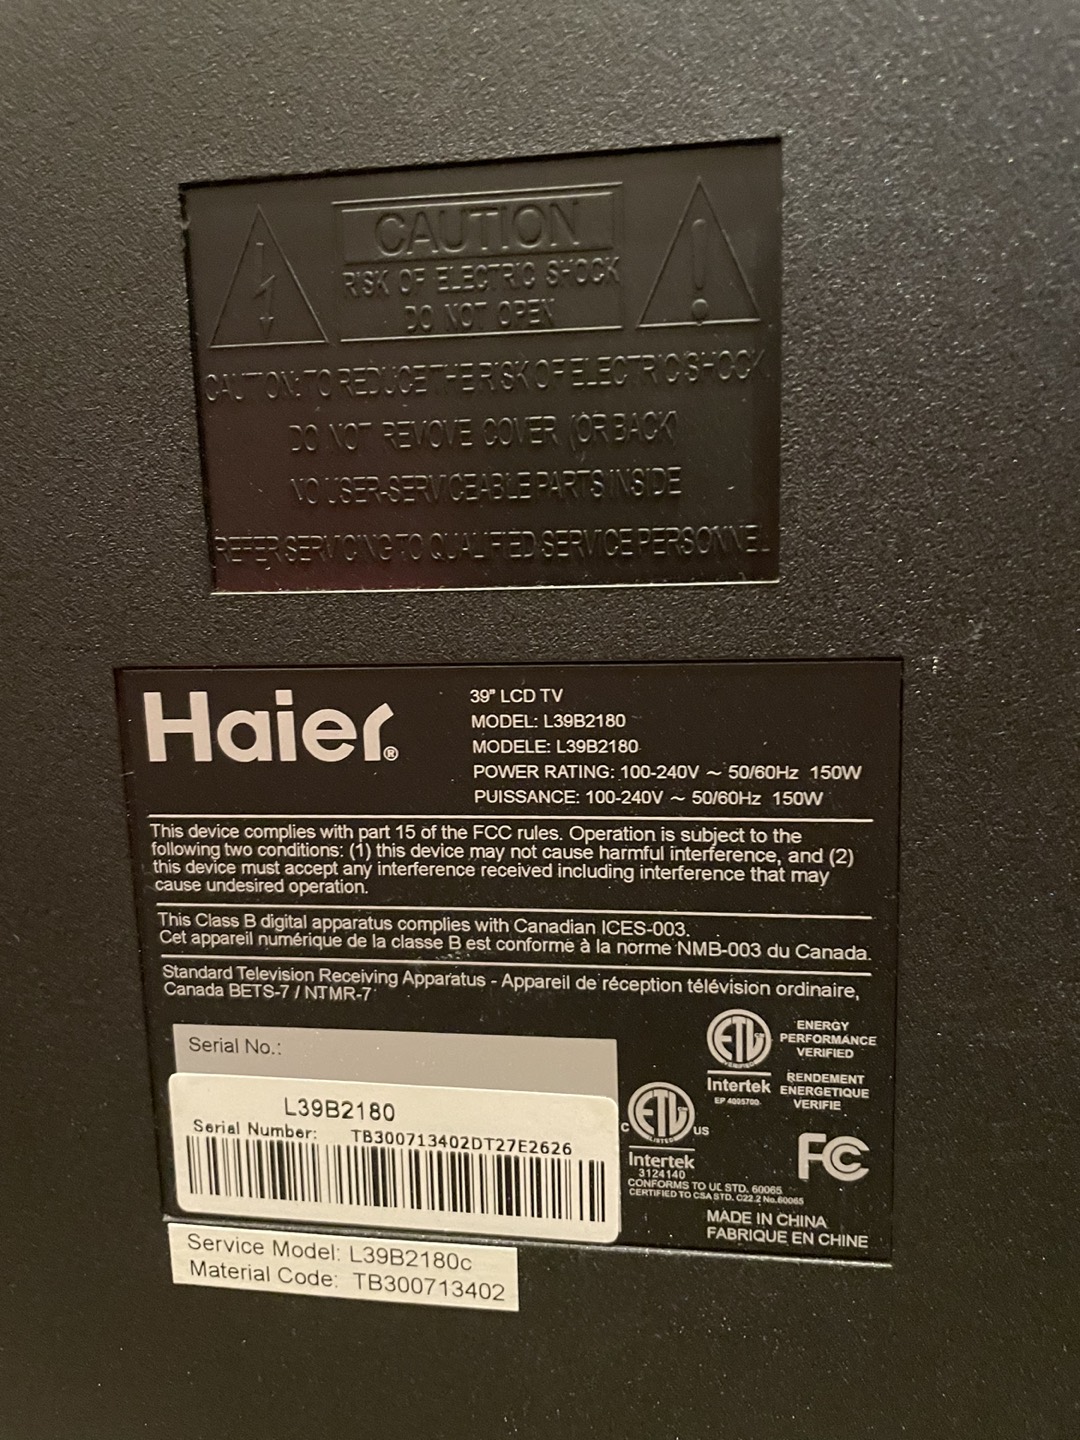 CAUTION
RISK OF ELECTRIC SHOCK
DO NOT OPEN
CAUTION: TO REDUCE THE RISK OF ELECTRIC SHOCK
DO NOT REMOVE COVER (OR BACK)
NO USER-SERVICEABLE PARTS INSIDE
REFER SERVICING TO QUALIFIED SERVICE PERSONNEL
Haier®
39" LCD TV
MODEL: L39B2180
MODELE: L39B2180
POWER RATING: 100-240V ~ 50/60Hz 150W
PUISSANCE: 100-240V ~ 50/60Hz 150W
This device complies with part 15 of the FCC rules. Operation is subject to the
following two conditions: (1) this device may not cause harmful interference, and (2)
this device must accept any interference received including interference that may
cause undesired operation.
This Class B digital apparatus complies with Canadian ICES-003.
Cet appareil numérique de la classe B est conforme à la norme NMB-003 du Canada.
Standard Television Receiving Apparatus - Appareil de réception télévision ordinaire,
Canada BETS-7 / NTMR-7
Serial No.:
L39B2180
Serial Number: TB300713402DT27E2626
Service Model: L39B2180c
Material Code: TB300713402
ETL
VERIFIED
Intertek
EP 4005700
ENERGY
PERFORMANCE
VERIFIED
RENDEMENT
ENERGETIQUE
VERIFIE
C ETL US
LISTED
Intertek
3124140
CONFORMS TO UL STD. 60065
CERTIFIED TO CSA STD. C22.2 No.60065
FC
MADE IN CHINA
FABRIQUE EN CHINE